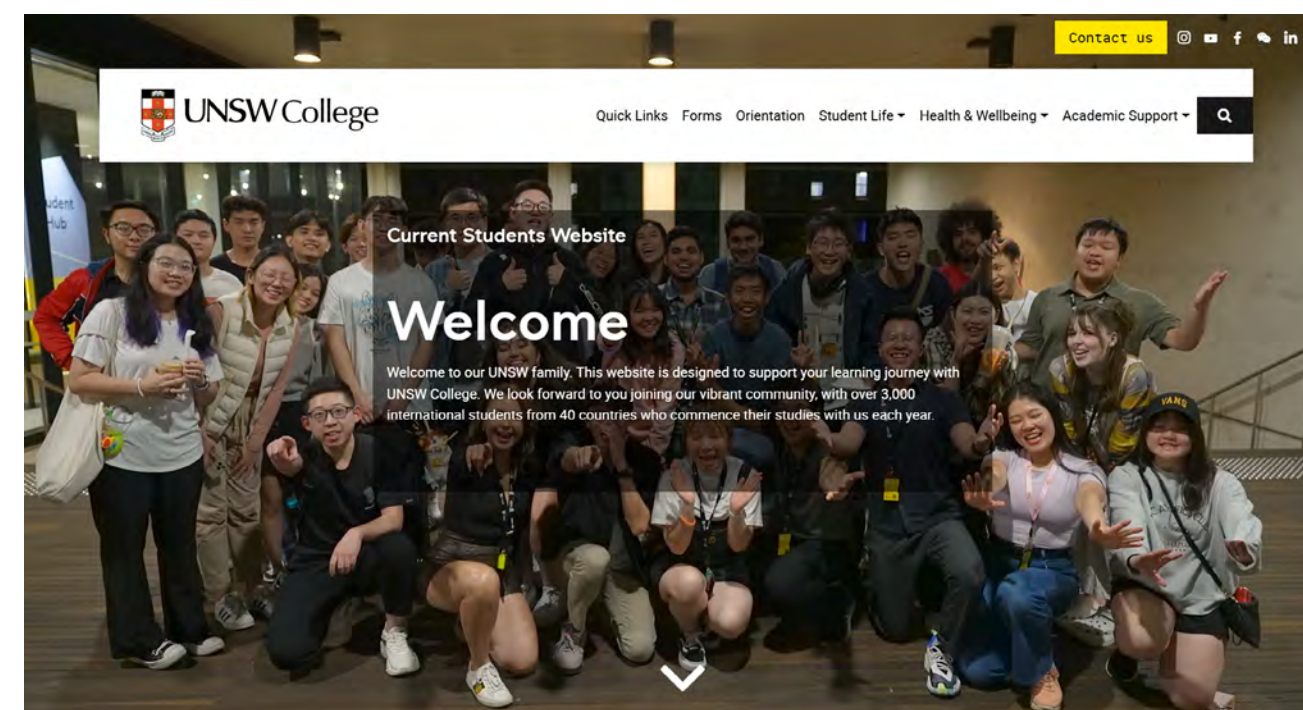 Contact us
UNSW College
Quick Links Forms Orientation Student Life Health & Wellbeing Academic Support
Current Students Website
Welcome
Welcome to our UNSW family. This website is designed to support your learning journey with
UNSW College. We look forward to you joining our vibrant community, with over 3,000
international students from 40 countries who commence their studies with us each year.
udent
Hub
VANS